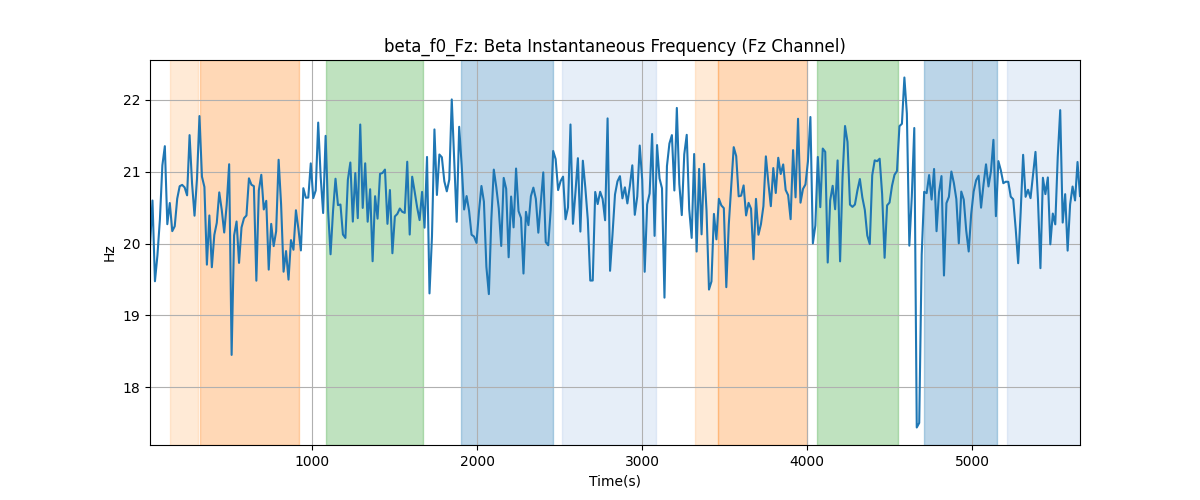 beta_f0_Fz: Beta Instantaneous Frequency (Fz Channel)
22
21
20
19
18
Hz
1000 2000 3000 4000 5000
Time(s)